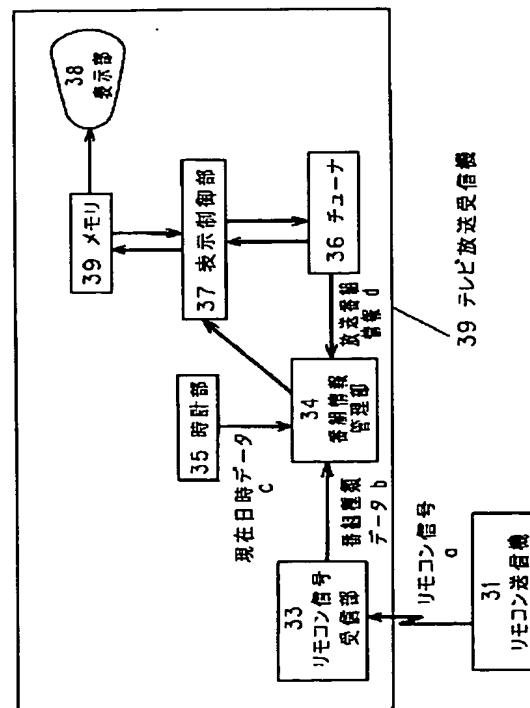 38
表示部
39 メモリ
37 表示制御部
36 チューナ
35 時計部
現在日時データ
c
放送番組
情報 d
34
番組情報
管理部
39 テレビ放送受信機
番組種類
データ b
33
リモコン信号
受信部
リモコン信号
a
31
リモコン送信機